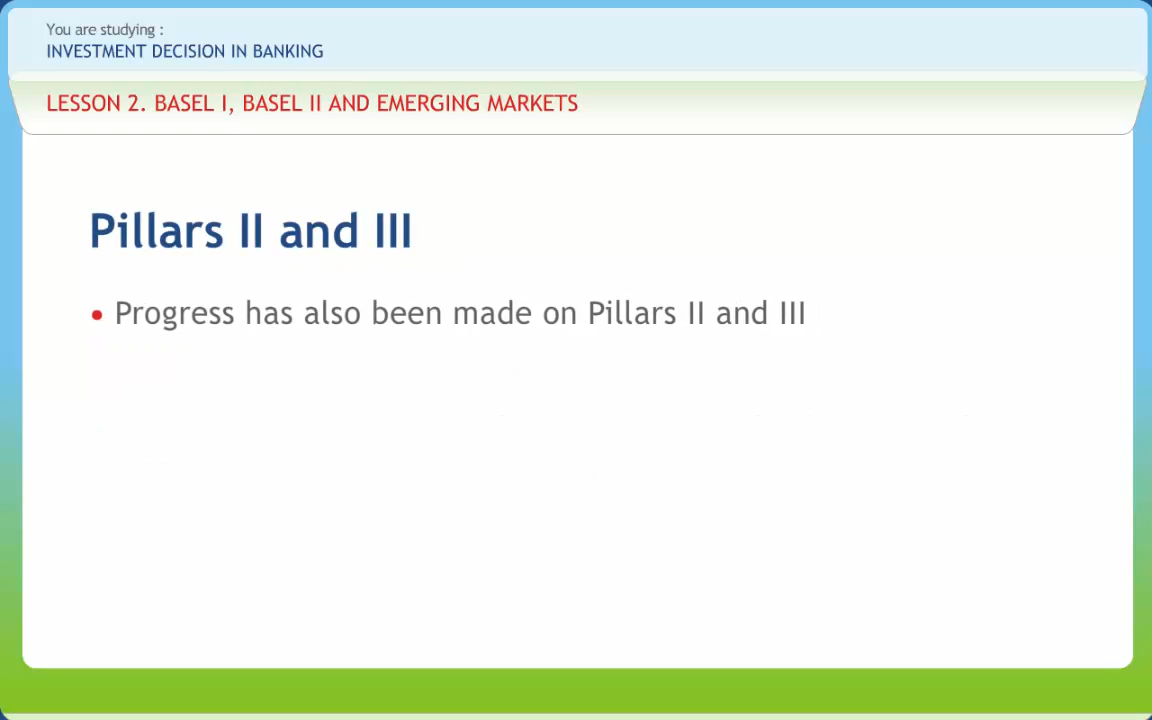 You are studying :
INVESTMENT DECISION IN BANKING
LESSON 2. BASEL I, BASEL II AND EMERGING MARKETS
Pillars II and III
• Progress has also been made on Pillars II and III